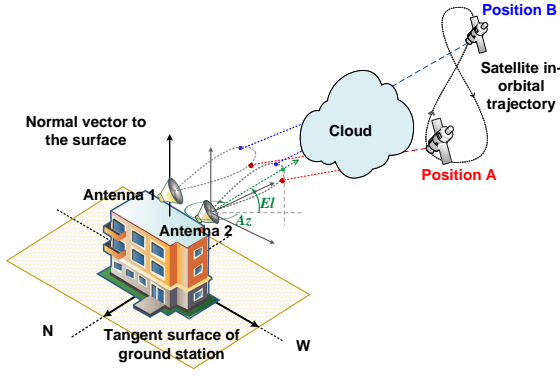 Position B
Satellite in-
orbital
trajectory
Cloud
Normal vector to
the surface
Position A
Antenna 1
El
Az
Antenna 2
N
Tangent surface of
ground station
W